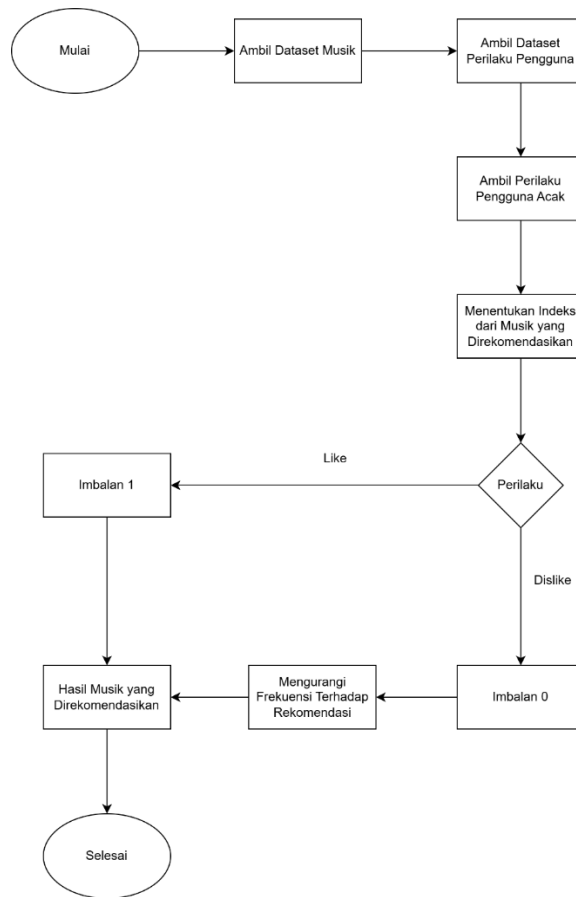 Mulai
Ambil Dataset Musik
Ambil Dataset
Perilaku Pengguna
Ambil Perilaku
Pengguna Acak
Menentukan Indeks
dari Musik yang
Direkomendasikan
Perilaku
Like
Imbalan 1
Dislike
Imbalan 0
Mengurangi
Frekuensi Terhadap
Rekomendasi
Hasil Musik yang
Direkomendasikan
Selesai